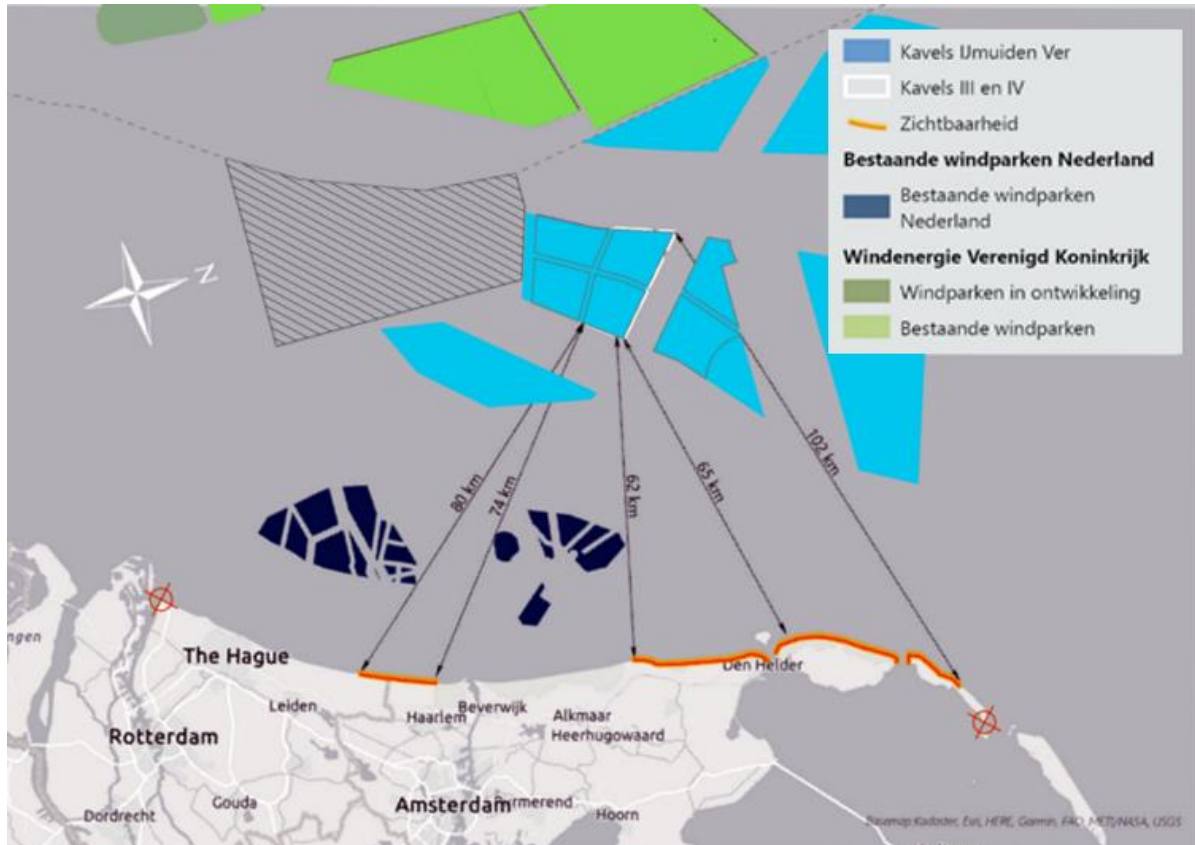 Kavels IJmuiden Ver
Kavels III en IV
Zichtbaarheid
Bestaande windparken Nederland
Bestaande windparken
Nederland
Windenergie Verenigd Koninkrijk
Windparken in ontwikkeling
Bestaande windparken
N
80 km
74 km
62 km
65 km
102 km
ngen
The Hague
Den Helder
Leiden
Haarlem
Beverwijk
Alkmaar
Heerhugowaard
Rotterdam
Gouda
Amsterdam
rmerend
Dordrecht
Hoorn
Basemap: Kadaster, Esri, HERE, Garmin, FAO, METI/NASA, USGS